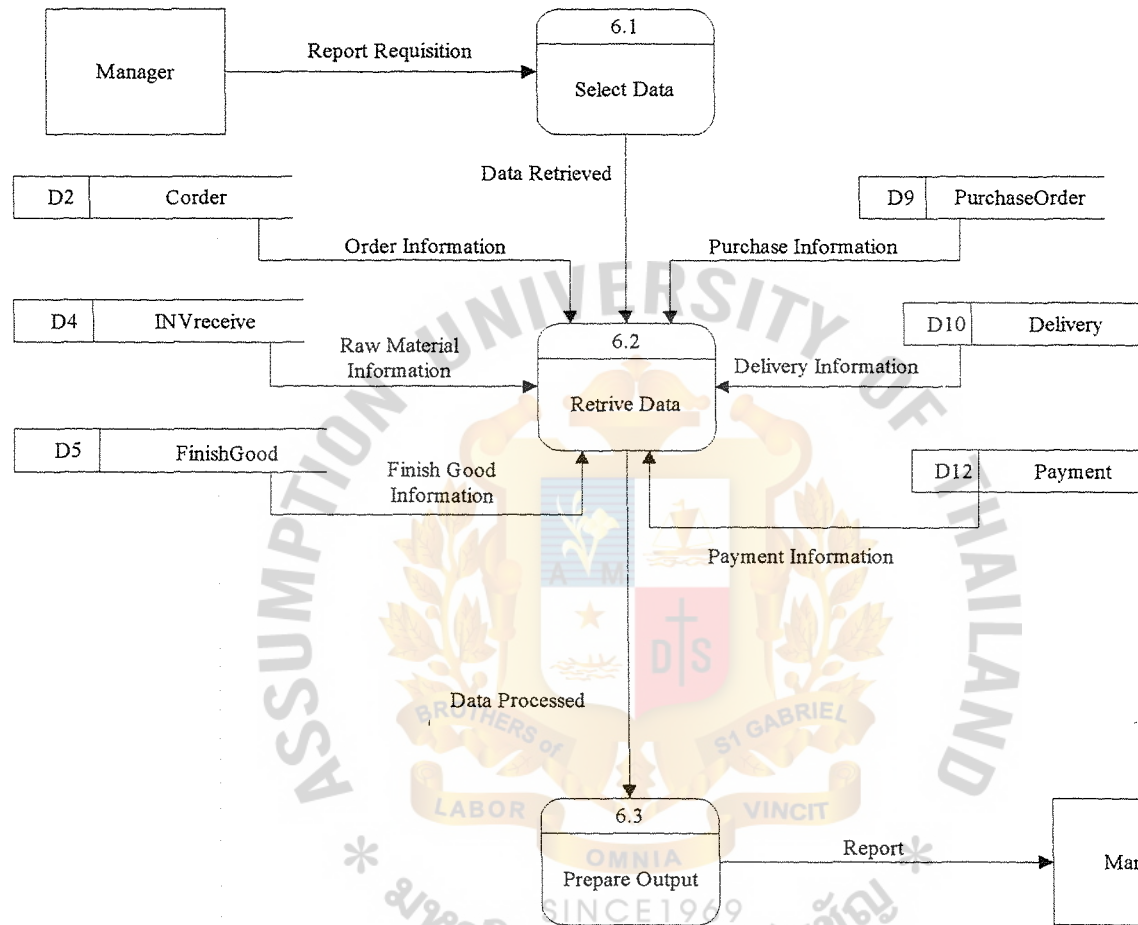 6.1
Manager
Report Requisition
Select Data
Data Retrieved
D2 Corder
D9 PurchaseOrder
Order Information
Purchase Information
D4 INVreceive
D10 Delivery
6.2
Raw Material
Information
Delivery Information
Retrive Data
D5 FinishGood
D12 Payment
Finish Good
Information
Payment Information
Data Processed
6.3
Report
Prepare Output
ASSUMPTION UNIVERSITY OF THAILAND
A M
D S
BROTHERS of
S1 GABRIEL
LABOR
VINCIT
OMNIA
SINCE1969